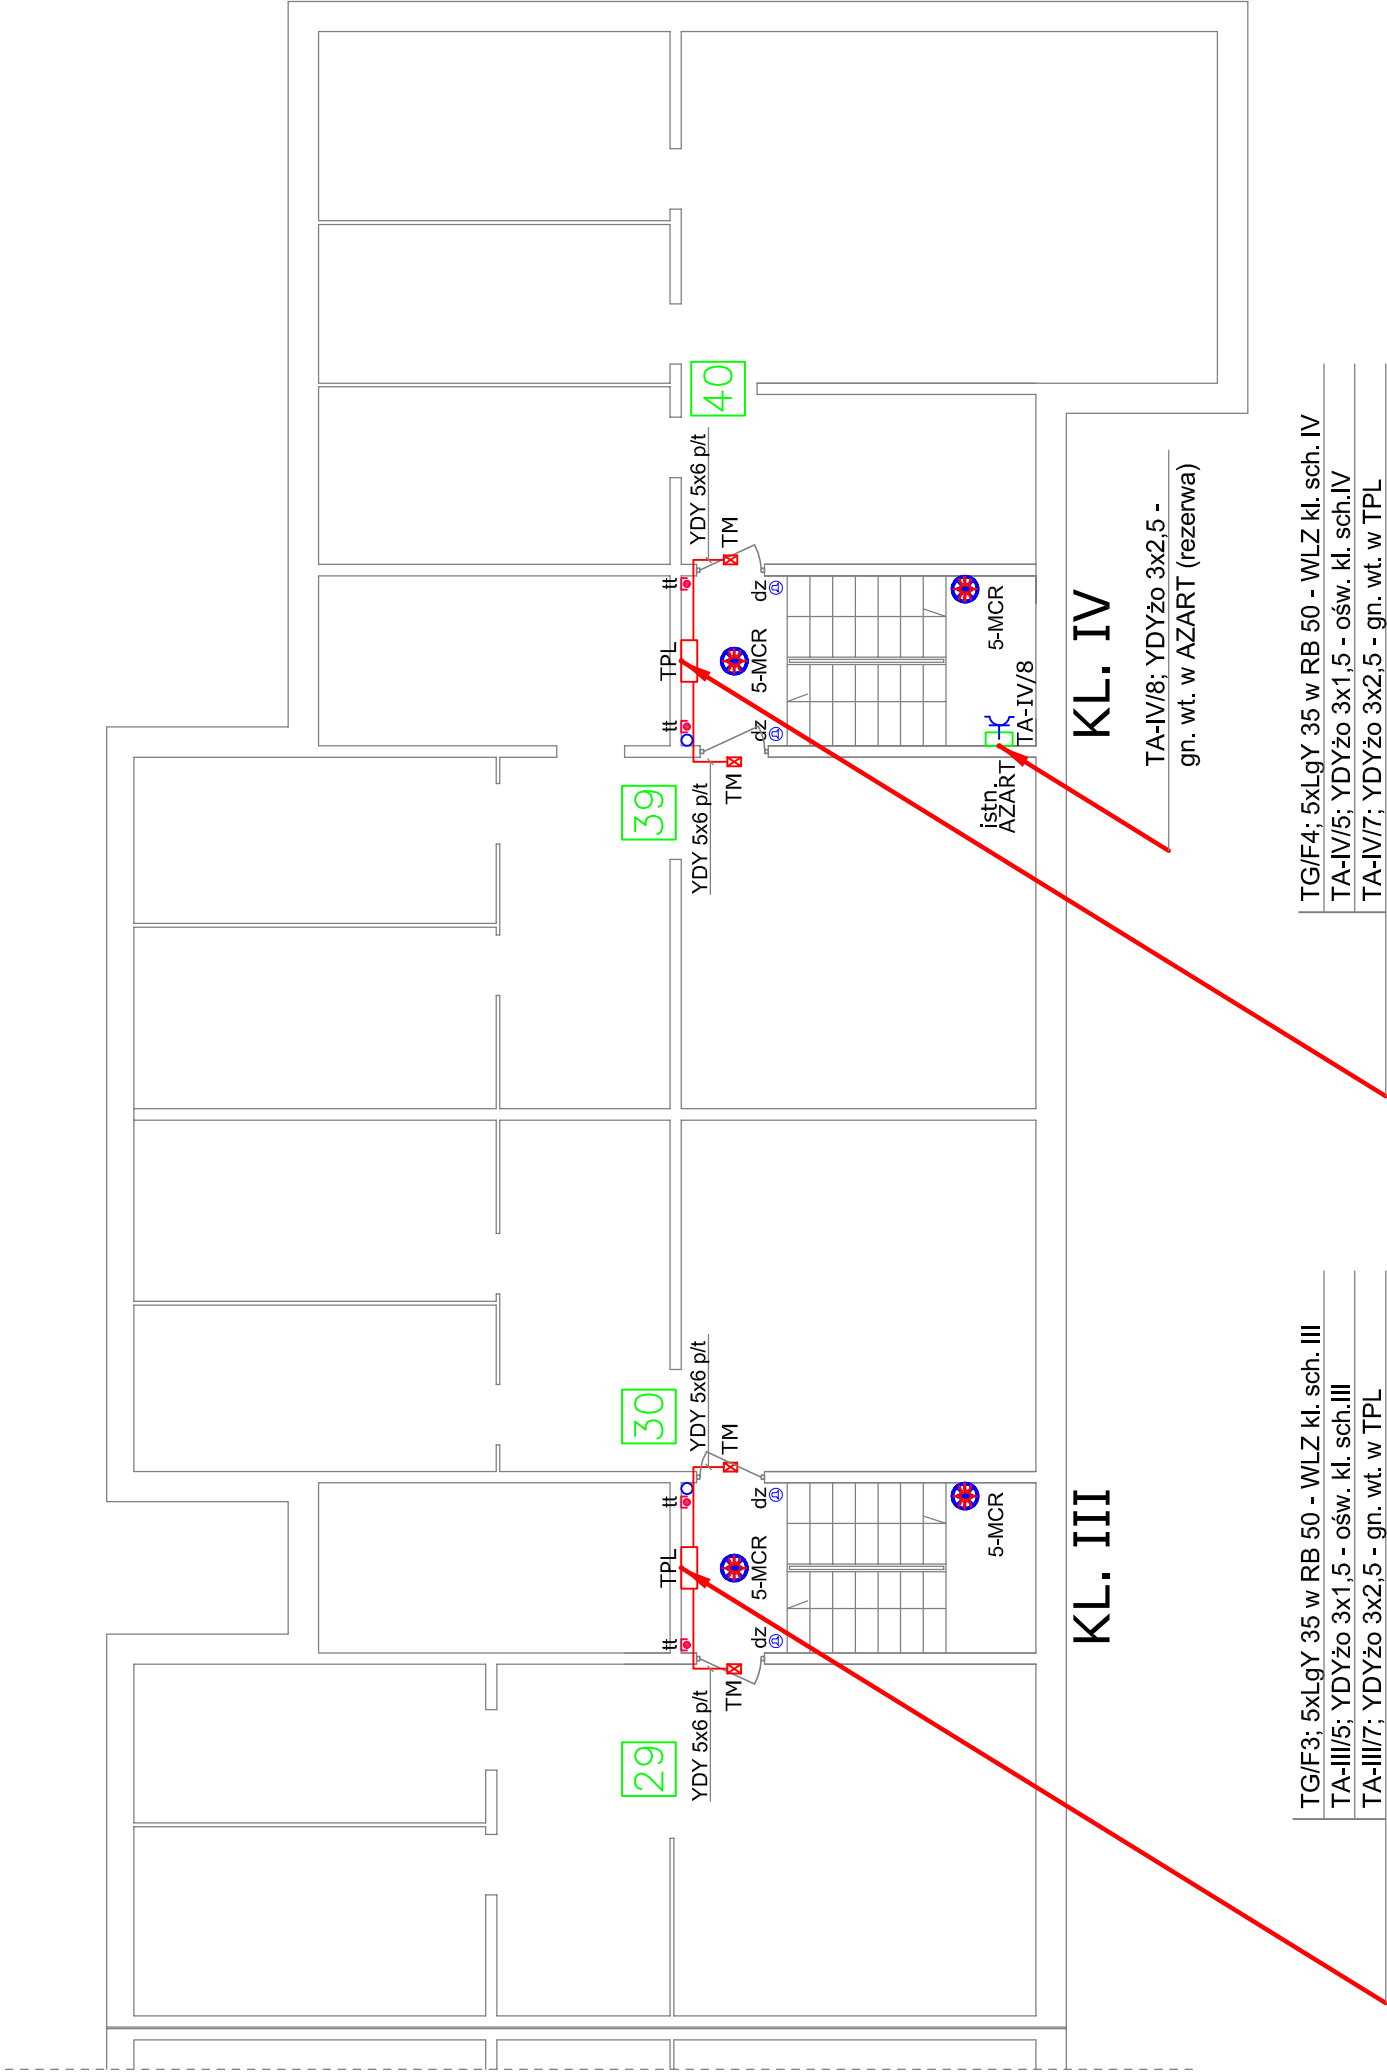 29
YDY 5x6 p/t
TM
tt
dz
TPL
5-MCR
tt
dz
TM
YDY 5x6 p/t
30
5-MCR
KL. III
TG/F3; 5xLgY 35 w RB 50 - WLZ kl. sch. III
TA-III/5; YDYżo 3x1,5 - ośw. kl. sch.III
TA-III/7; YDYżo 3x2,5 - gn. wt. w TPL
39
YDY 5x6 p/t
TM
tt
dz
TPL
5-MCR
tt
dz
TM
YDY 5x6 p/t
40
5-MCR
istn.
AZART
TA-IV/8
KL. IV
TA-IV/8; YDYżo 3x2,5 -
gn. wt. w AZART (rezerwa)
TG/F4; 5xLgY 35 w RB 50 - WLZ kl. sch. IV
TA-IV/5; YDYżo 3x1,5 - ośw. kl. sch.IV
TA-IV/7; YDYżo 3x2,5 - gn. wt. w TPL